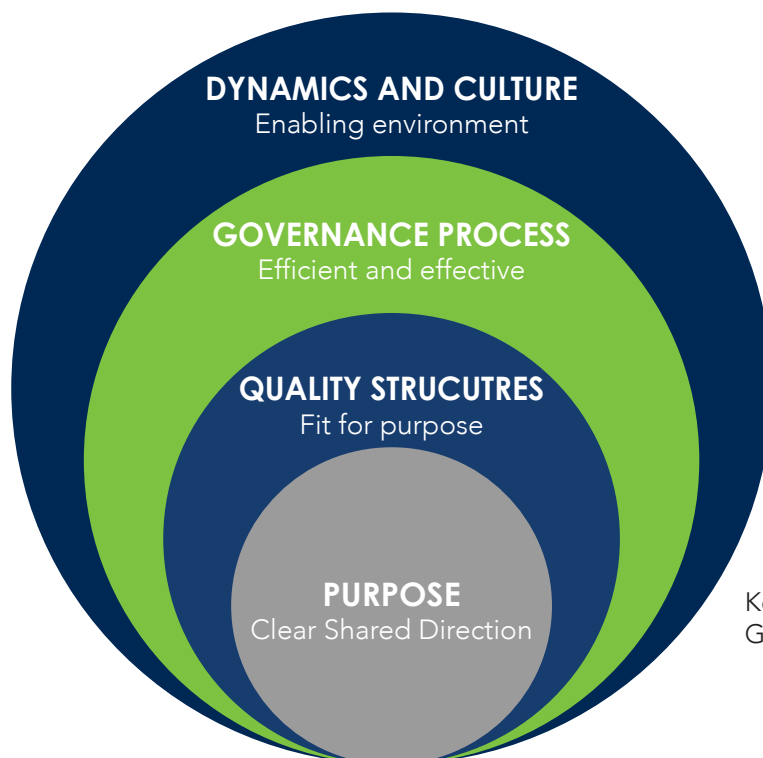 DYNAMICS AND CULTURE
Enabling environment
GOVERNANCE PROCESS
Efficient and effective
QUALITY STRUCUTRES
Fit for purpose
PURPOSE
Clear Shared Direction